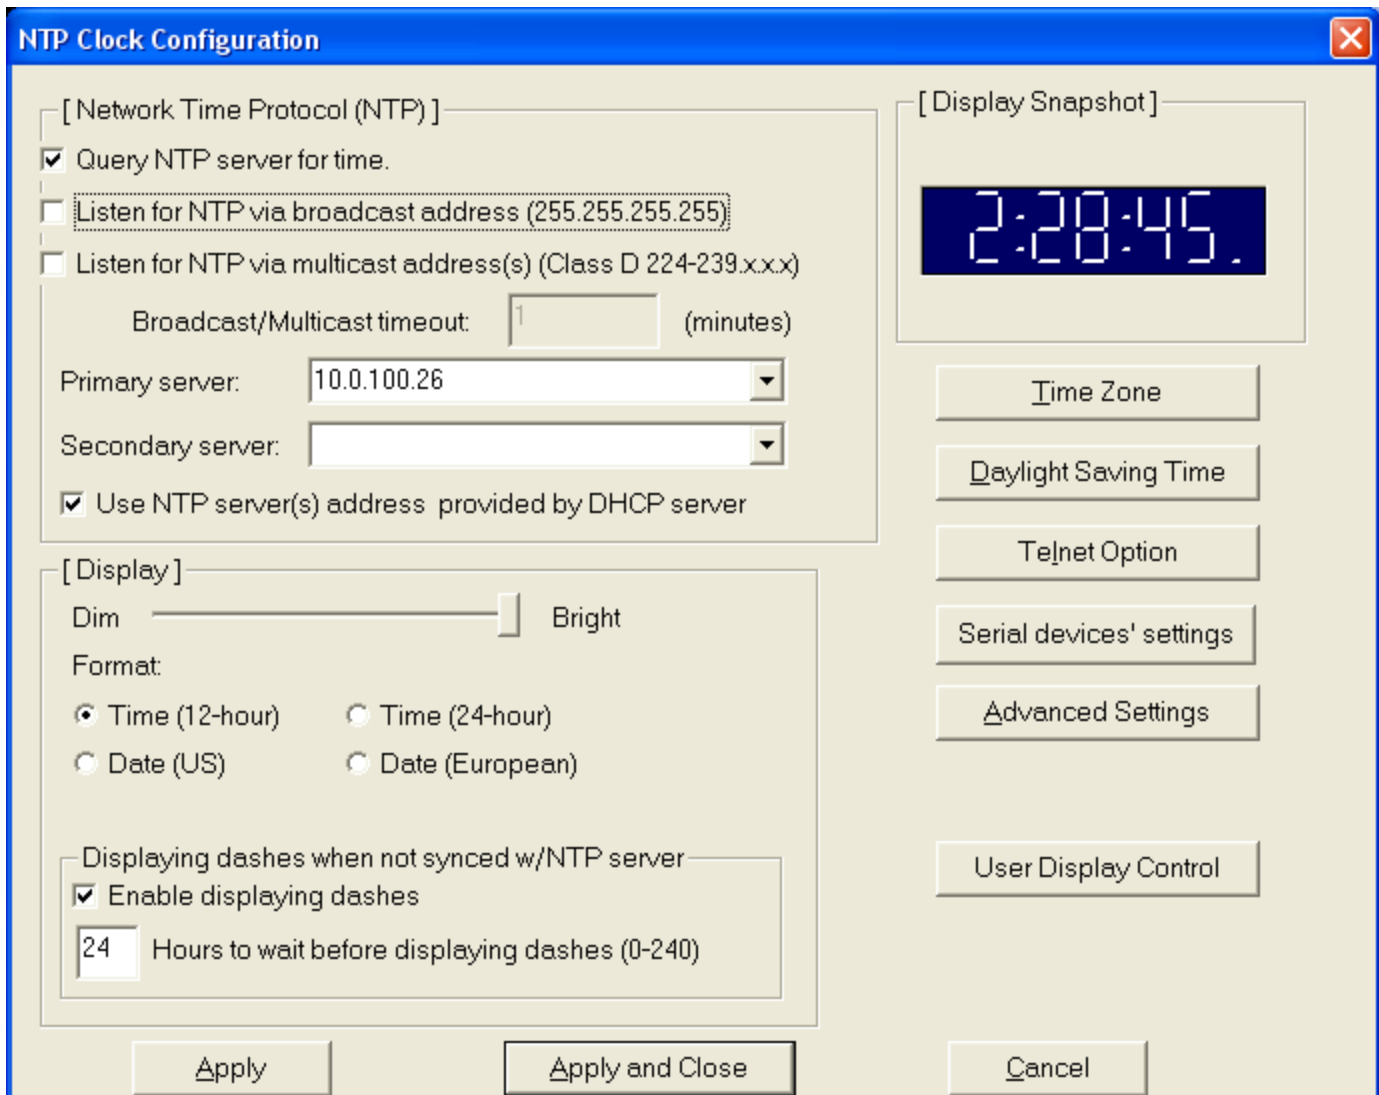 NTP Clock Configuration
[ Network Time Protocol (NTP) ]
Query NTP server for time.
Listen for NTP via broadcast address (255.255.255.255)
Listen for NTP via multicast address(s) (Class D 224-239.x.x.x)
Broadcast/Multicast timeout: 1 (minutes)
Primary server: 10.0.100.26
Secondary server:
Use NTP server(s) address provided by DHCP server
[ Display ]
Dim Bright
Format:
Time (12-hour) Time (24-hour)
Date (US) Date (European)
Displaying dashes when not synced w/NTP server
Enable displaying dashes
24 Hours to wait before displaying dashes (0-240)
[ Display Snapshot ]
2:28:45.
Time Zone
Daylight Saving Time
Telnet Option
Serial devices' settings
Advanced Settings
User Display Control
Apply Apply and Close Cancel